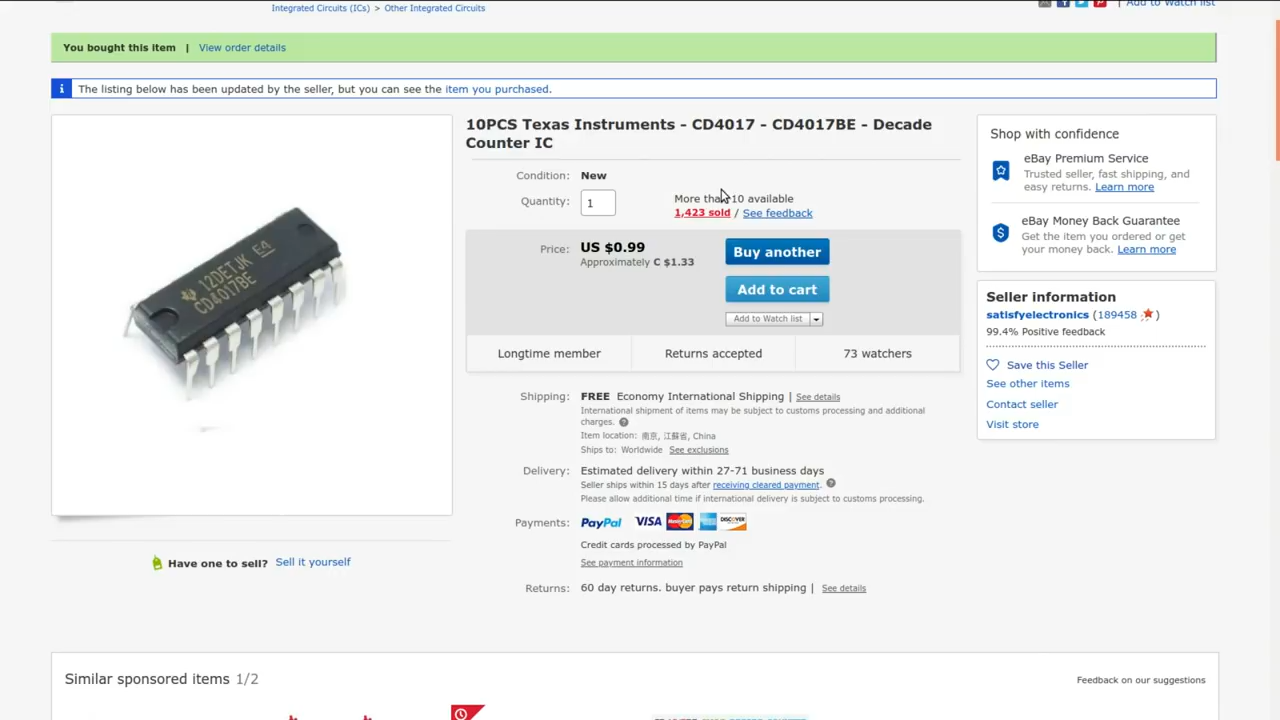 Integrated Circuits (ICs) > Other Integrated Circuits
Add to Watch list
You bought this item | View order details
i The listing below has been updated by the seller, but you can see the item you purchased.
12DETJK E4
CD4017BE
Have one to sell? Sell it yourself
10PCS Texas Instruments - CD4017 - CD4017BE - Decade
Counter IC
Condition: New
Quantity: 1
More than 10 available
1,423 sold / See feedback
Price: US $0.99
Approximately C $1.33
Buy another
Add to cart
Add to Watch list
Longtime member Returns accepted 73 watchers
Shipping: FREE Economy International Shipping | See details
International shipment of items may be subject to customs processing and additional
charges. ?
Item location: 南京, 江蘇省, China
Ships to: Worldwide See exclusions
Delivery: Estimated delivery within 27-71 business days
Seller ships within 15 days after receiving cleared payment. ?
Please allow additional time if international delivery is subject to customs processing.
Payments: PayPal VISA MasterCard DISCOVER
Credit cards processed by PayPal
See payment information
Returns: 60 day returns. buyer pays return shipping | See details
Shop with confidence
eBay Premium Service
Trusted seller, fast shipping, and
easy returns. Learn more
eBay Money Back Guarantee
Get the item you ordered or get
your money back. Learn more
Seller information
satisfyelectronics (189458 )
99.4% Positive feedback
Save this Seller
See other items
Contact seller
Visit store
Similar sponsored items 1/2
Feedback on our suggestions